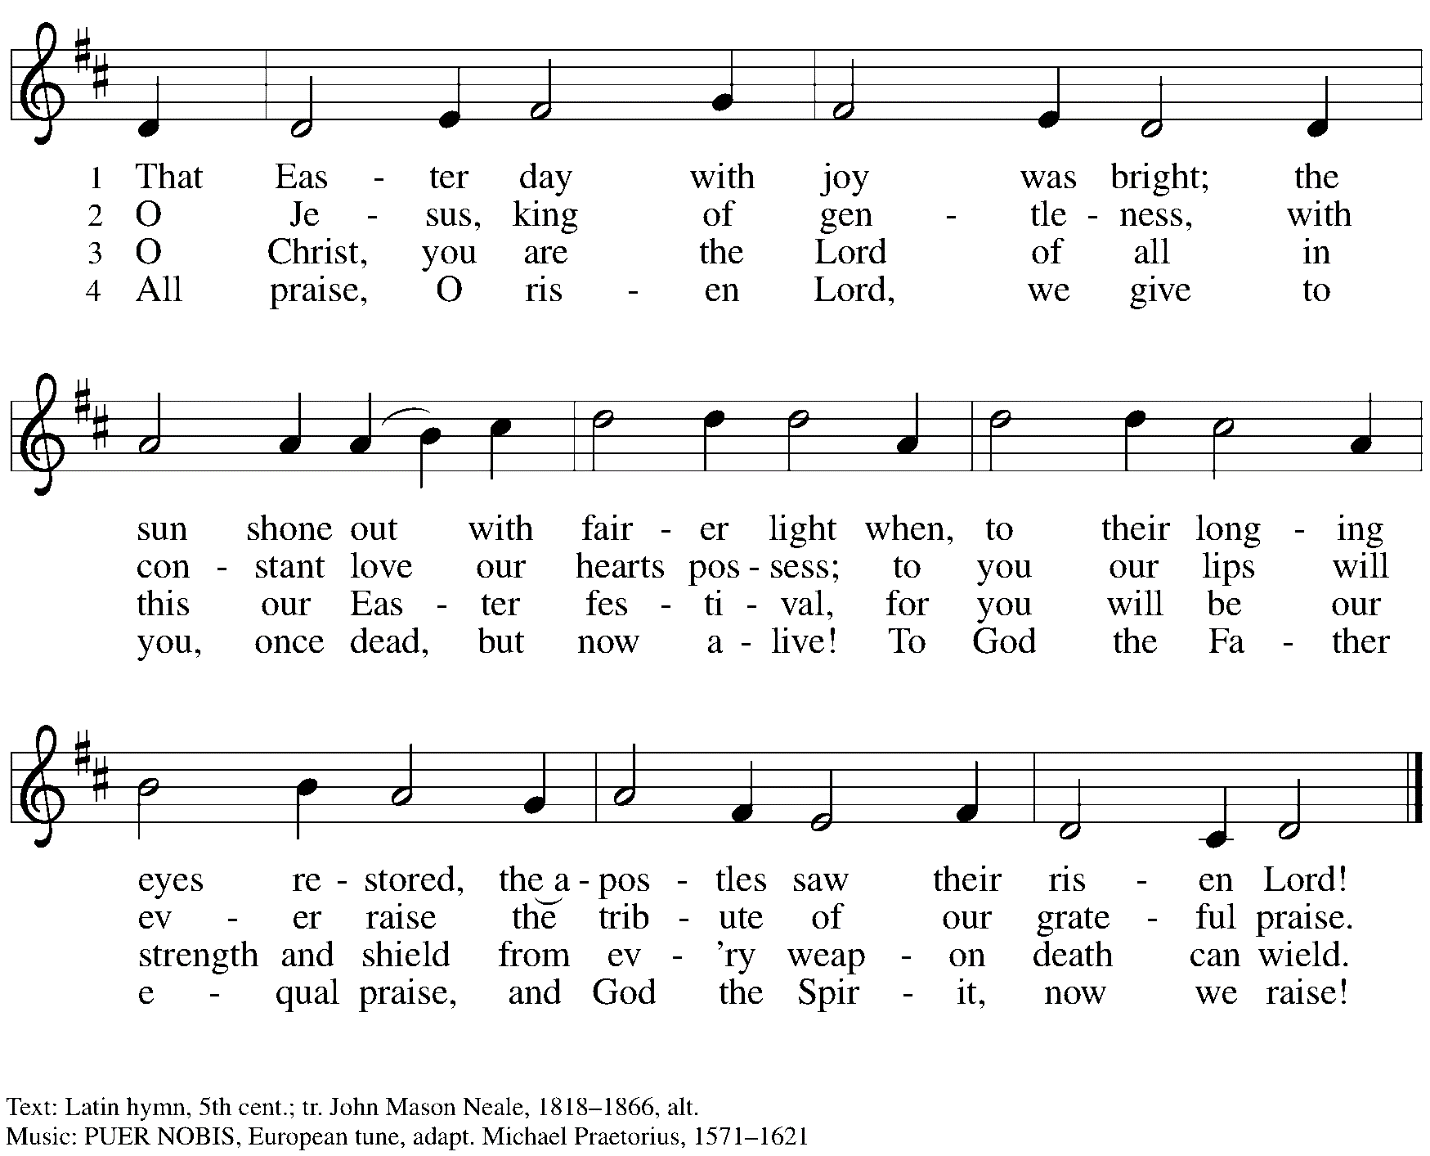 1 That Eas - ter day with joy was bright; the
2 O Je - sus, king of gen - tle - ness, with
3 O Christ, you are the Lord of all in
4 All praise, O ris - en Lord, we give to
sun shone out with fair - er light when, to their long - ing
con - stant love our hearts pos - sess; to you our lips will
this our Eas - ter fes - ti - val, for you will be our
you, once dead, but now a - live! To God the Fa - ther
eyes re - stored, the a - pos - tles saw their ris - en Lord!
ev - er raise the trib - ute of our grate - ful praise.
strength and shield from ev - 'ry weap - on death can wield.
e - qual praise, and God the Spir - it, now we raise!
Text: Latin hymn, 5th cent.; tr. John Mason Neale, 1818–1866, alt.
Music: PUER NOBIS, European tune, adapt. Michael Praetorius, 1571–1621